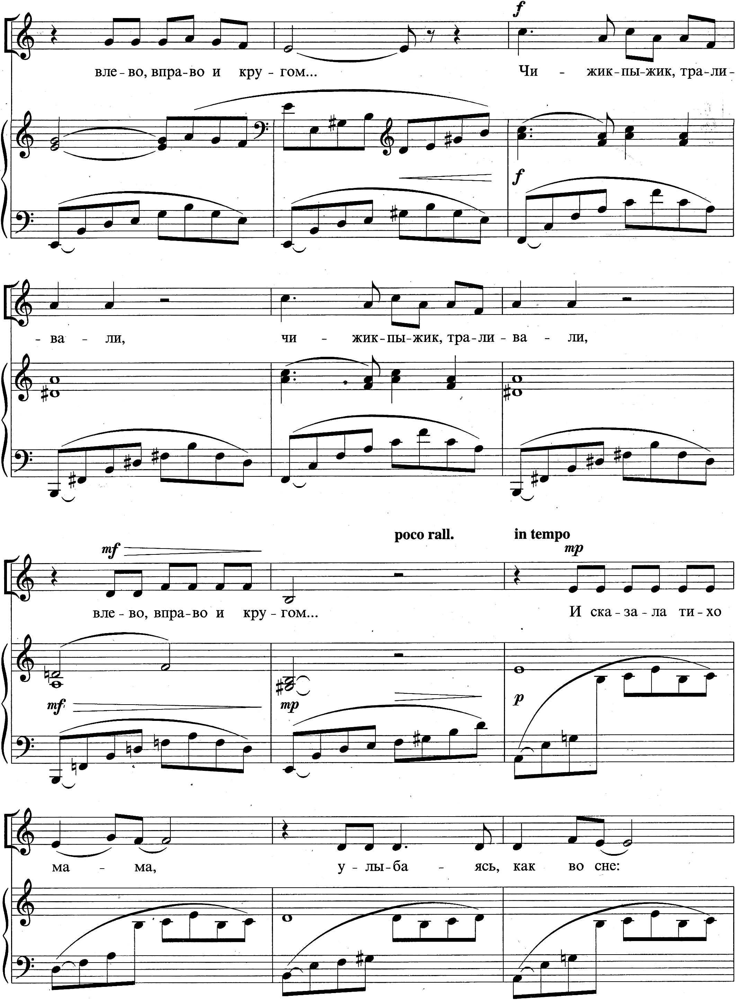 f
вле - во, впра - во и кру - гом... Чи - жик - пы - жик, тра - ли -
f
- ва - ли, чи - жик - пы - жик, тра - ли - ва - ли,
poco rall. in tempo
mf mp
вле - во, впра - во и кру - гом... И ска - за - ла ти - хо
mf mp p
ма - ма, у - лы - ба - ясь, как во сне: